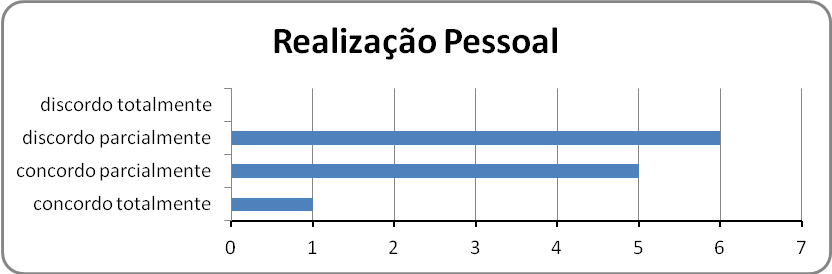 Realização Pessoal
discordo totalmente
discordo parcialmente
concordo parcialmente
concordo totalmente
0 1 2 3 4 5 6 7